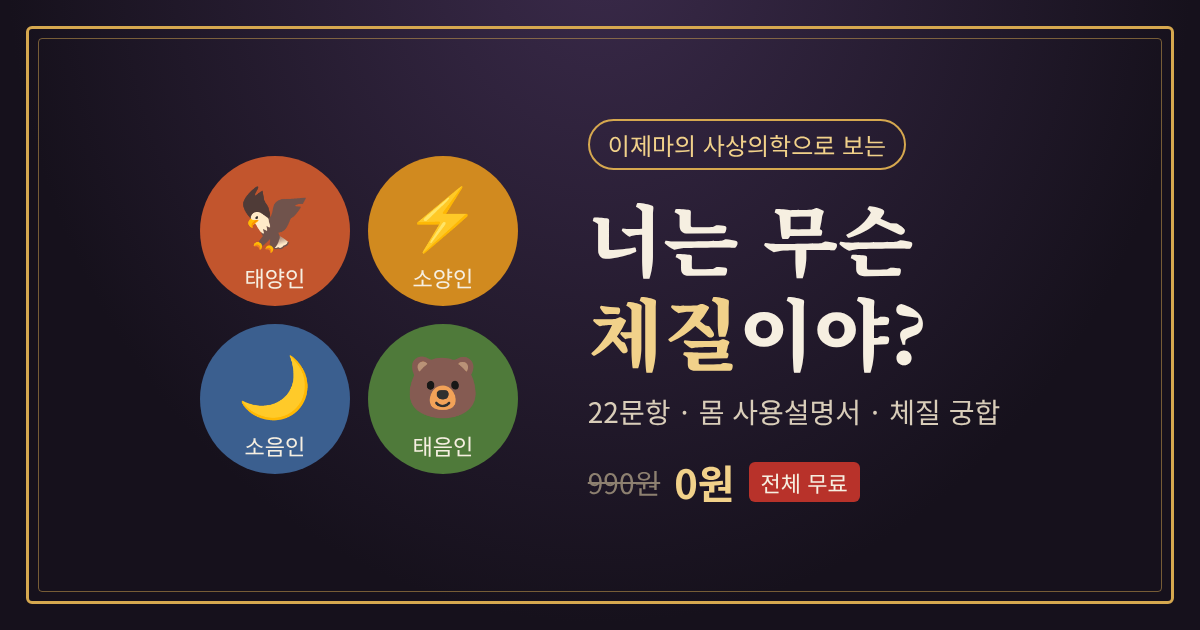 태양인
소양인
소음인
태음인
이제마의 사상의학으로 보는
너는 무슨
체질이야?
22문항 · 몸 사용설명서 · 체질 궁합
990원 0원 전체 무료